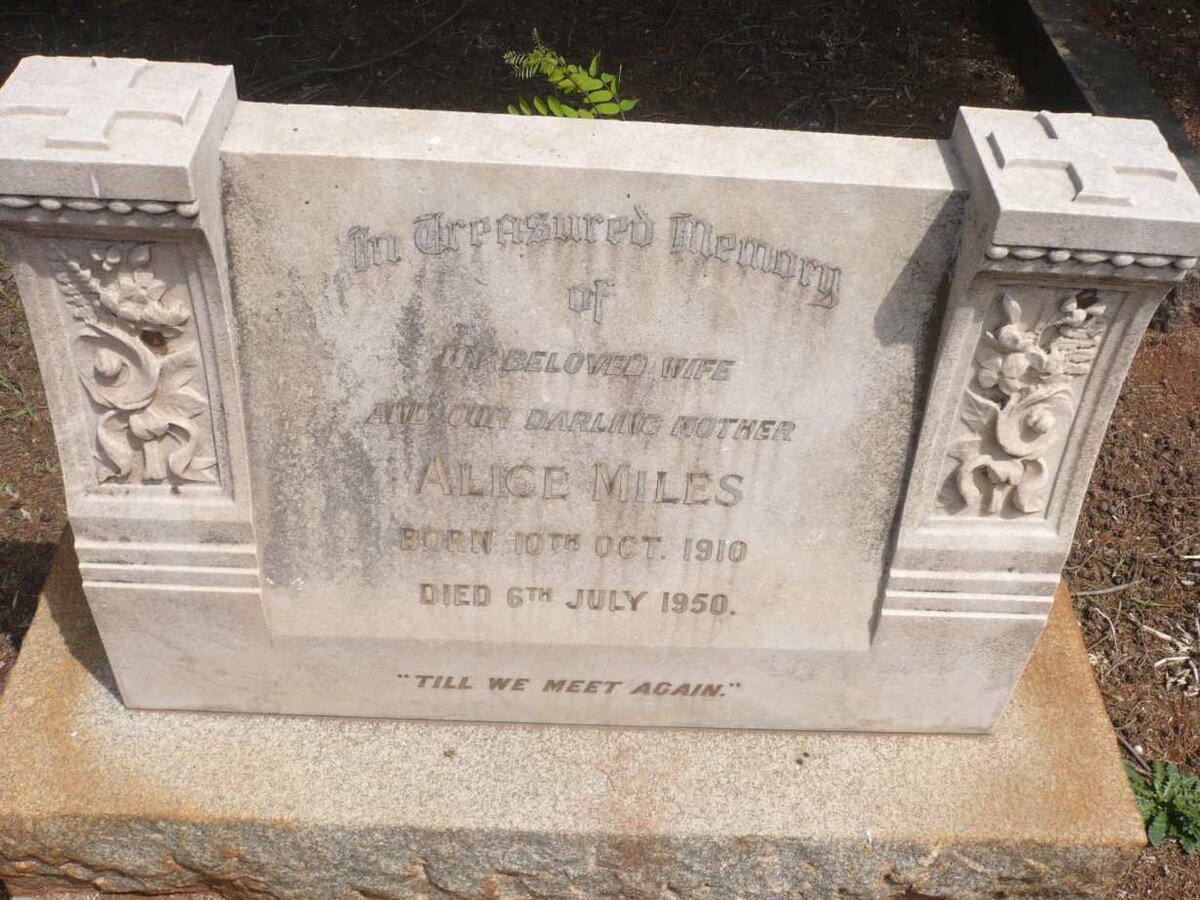 In Treasured Memory
of
MY BELOVED WIFE
AND OUR DARLING MOTHER
ALICE MILES
BORN 10TH OCT. 1910
DIED 6TH JULY 1950.
"TILL WE MEET AGAIN."